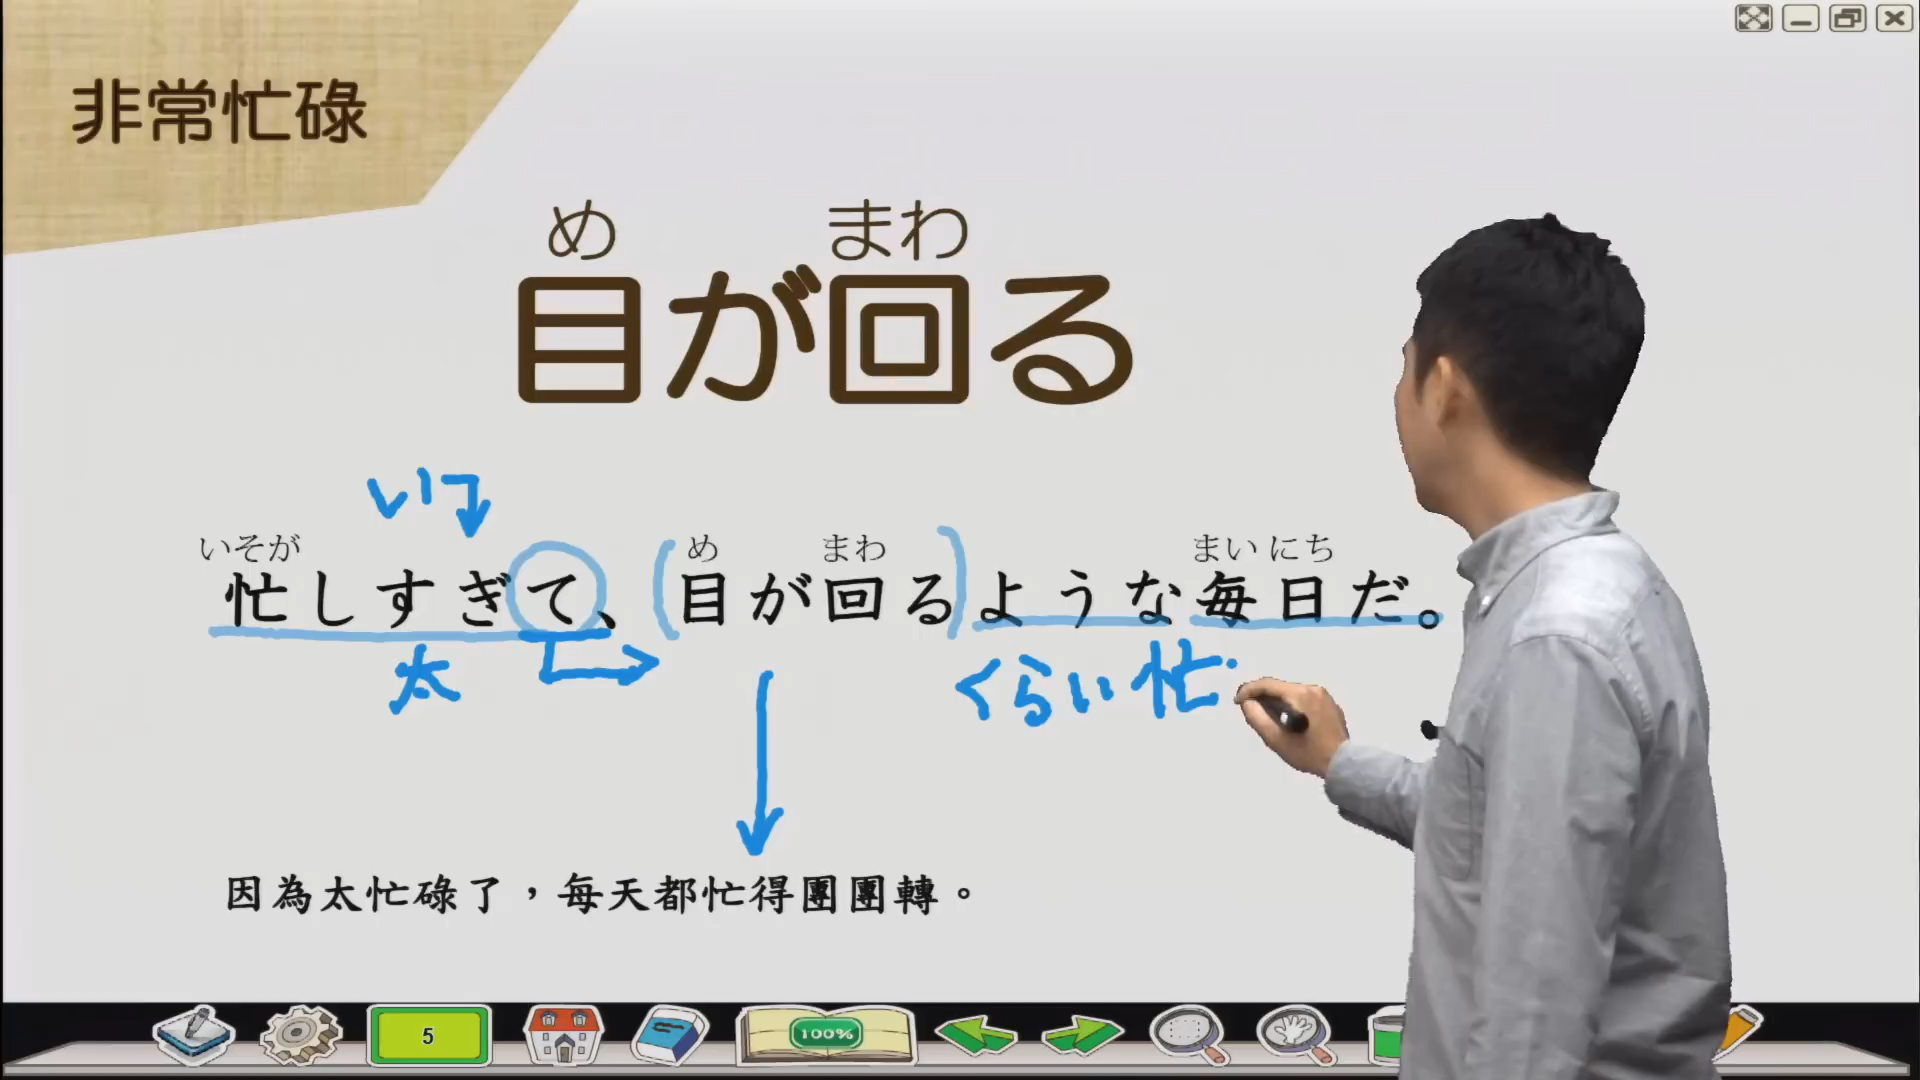 非常忙碌
め まわ
目が回る
い
いそが め まわ まいにち
忙しすぎて、目が回るような毎日だ。
太 くらい忙
因為太忙碌了，每天都忙得團團轉。
5 100%